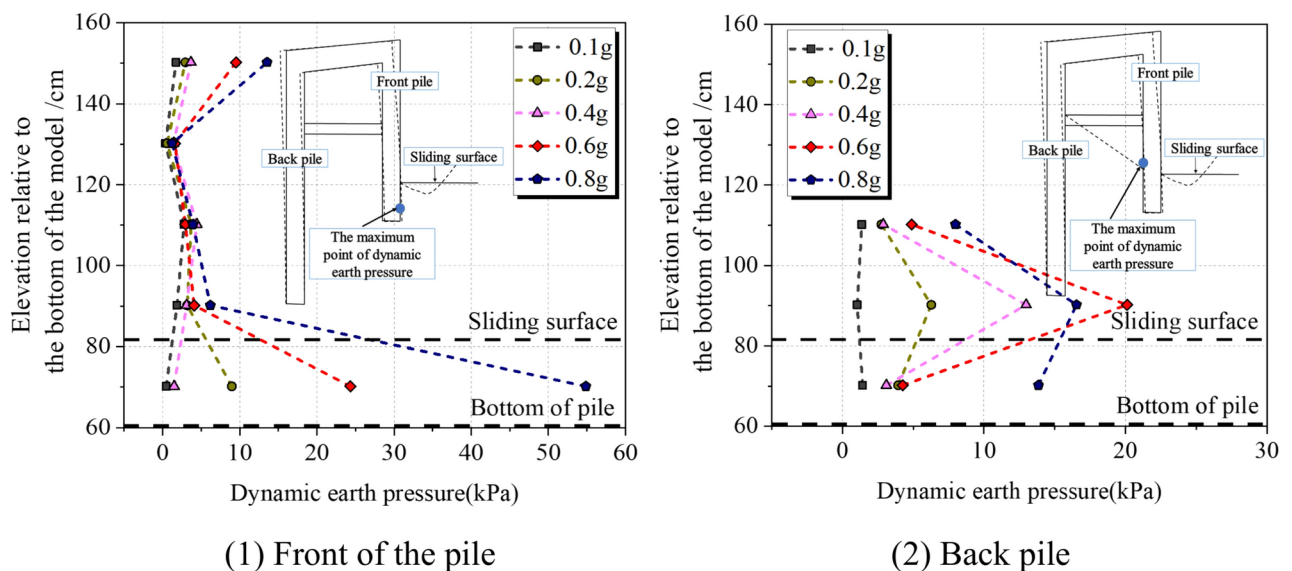 160
150
140
130
120
110
100
90
80
70
60
0
10
20
30
40
50
60
Elevation relative to
the bottom of the model /cm
Dynamic earth pressure(kPa)
0.1g
0.2g
0.4g
0.6g
0.8g
Front pile
Back pile
Sliding surface
The maximum
point of dynamic
earth pressure
Sliding surface
Bottom of pile
(1) Front of the pile
160
140
120
100
80
60
0
10
20
30
Elevation relative to
the bottom of the model /cm
Dynamic earth pressure(kPa)
0.1g
0.2g
0.4g
0.6g
0.8g
Front pile
Back pile
Sliding surface
The maximum
point of dynamic
earth pressure
Sliding surface
Bottom of pile
(2) Back pile